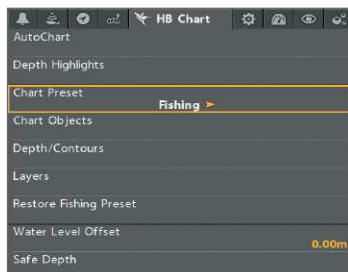 HB Chart
AutoChart
Depth Highlights
Chart Preset
Fishing
Chart Objects
Depth/Contours
Layers
Restore Fishing Preset
Water Level Offset
0.00m
Safe Depth